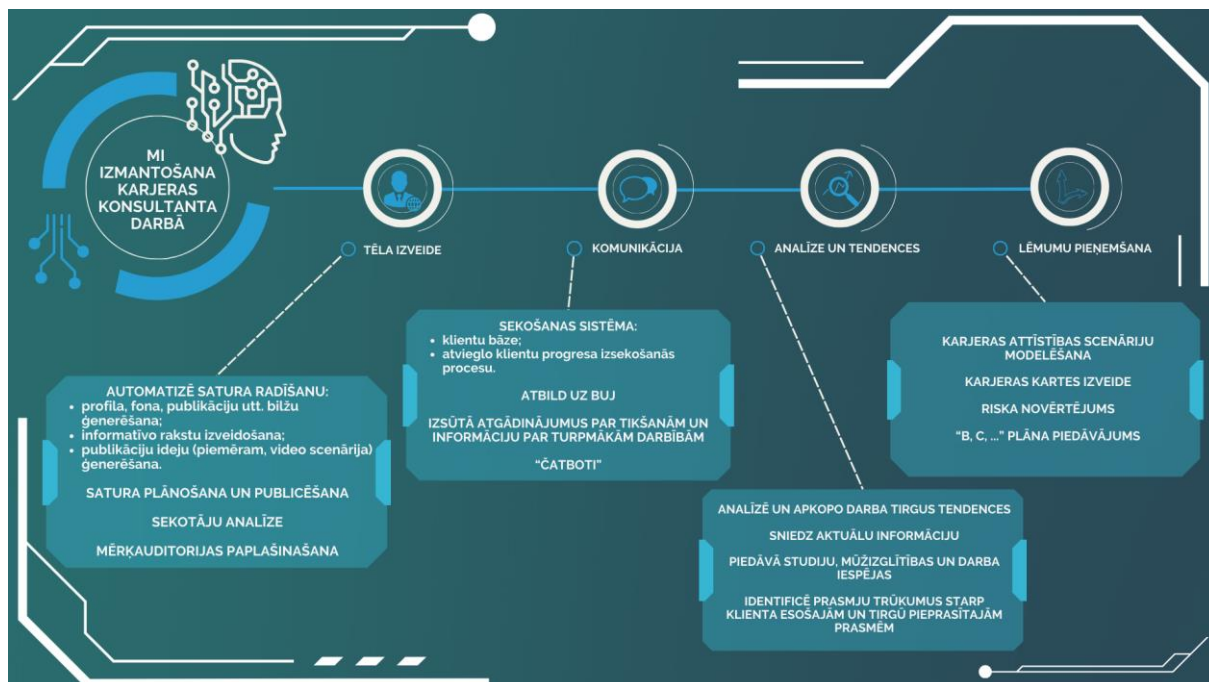 MI
IZMANTOŠANA
KARJERAS
KONSULTANTA
DARBĀ
TĒLA IZVEIDE
KOMUNIKĀCIJA
ANALĪZE UN TENDENCES
LĒMUMU PIEŅEMŠANA
AUTOMATIZĒ SATURA RADĪŠANU:
• profila, fona, publikāciju utt. bilžu
ģenerēšana;
• informatīvo rakstu izveidošana;
• publikāciju ideju (piemēram, video scenārija)
ģenerēšana.
SATURA PLĀNOŠANA UN PUBLICĒŠANA
SEKOTĀJU ANALĪZE
MĒRĶAUDITORIJAS PAPLAŠINAŠANA
SEKOŠANAS SISTĒMA:
• klientu bāze;
• atvieglo klientu progresa izsekošanās
procesu.
ATBILD UZ BUJ
IZSŪTĀ ATGĀDINĀJUMUS PAR TIKŠANĀM UN
INFORMĀCIJU PAR TURPMĀKĀM DARBĪBĀM
"ČATBOTI"
ANALĪZĒ UN APKOPO DARBA TIRGUS TENDENCES
SNIEDZ AKTUĀLU INFORMĀCIJU
PIEDĀVĀ STUDIJU, MŪŽIZGLĪTĪBAS UN DARBA
IESPĒJAS
IDENTIFICĒ PRASMJU TRŪKUMUS STARP
KLIENTA ESOŠAJĀM UN TIRGŪ PIEPRASĪTAJĀM
PRASMĒM
KARJERAS ATTĪSTĪBAS SCENĀRIJU
MODELĒŠANA
KARJERAS KARTES IZVEIDE
RISKA NOVĒRTĒJUMS
"B, C, ..." PLĀNA PIEDĀVĀJUMS